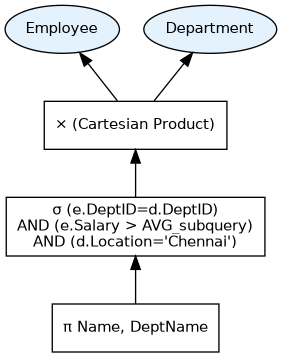 Employee
Department
× (Cartesian Product)
σ (e.DeptID=d.DeptID)
AND (e.Salary > AVG_subquery)
AND (d.Location='Chennai')
π Name, DeptName